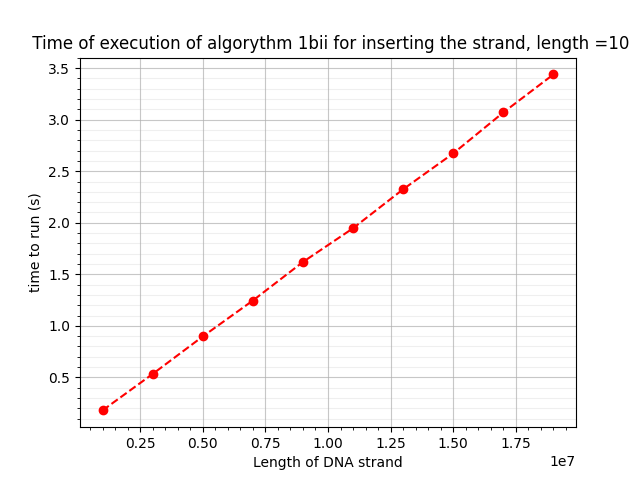 Time of execution of algorythm 1bii for inserting the strand, length =10
3.5
3.0
2.5
2.0
1.5
1.0
0.5
time to run (s)
0.25 0.50 0.75 1.00 1.25 1.50 1.75
1e7
Length of DNA strand